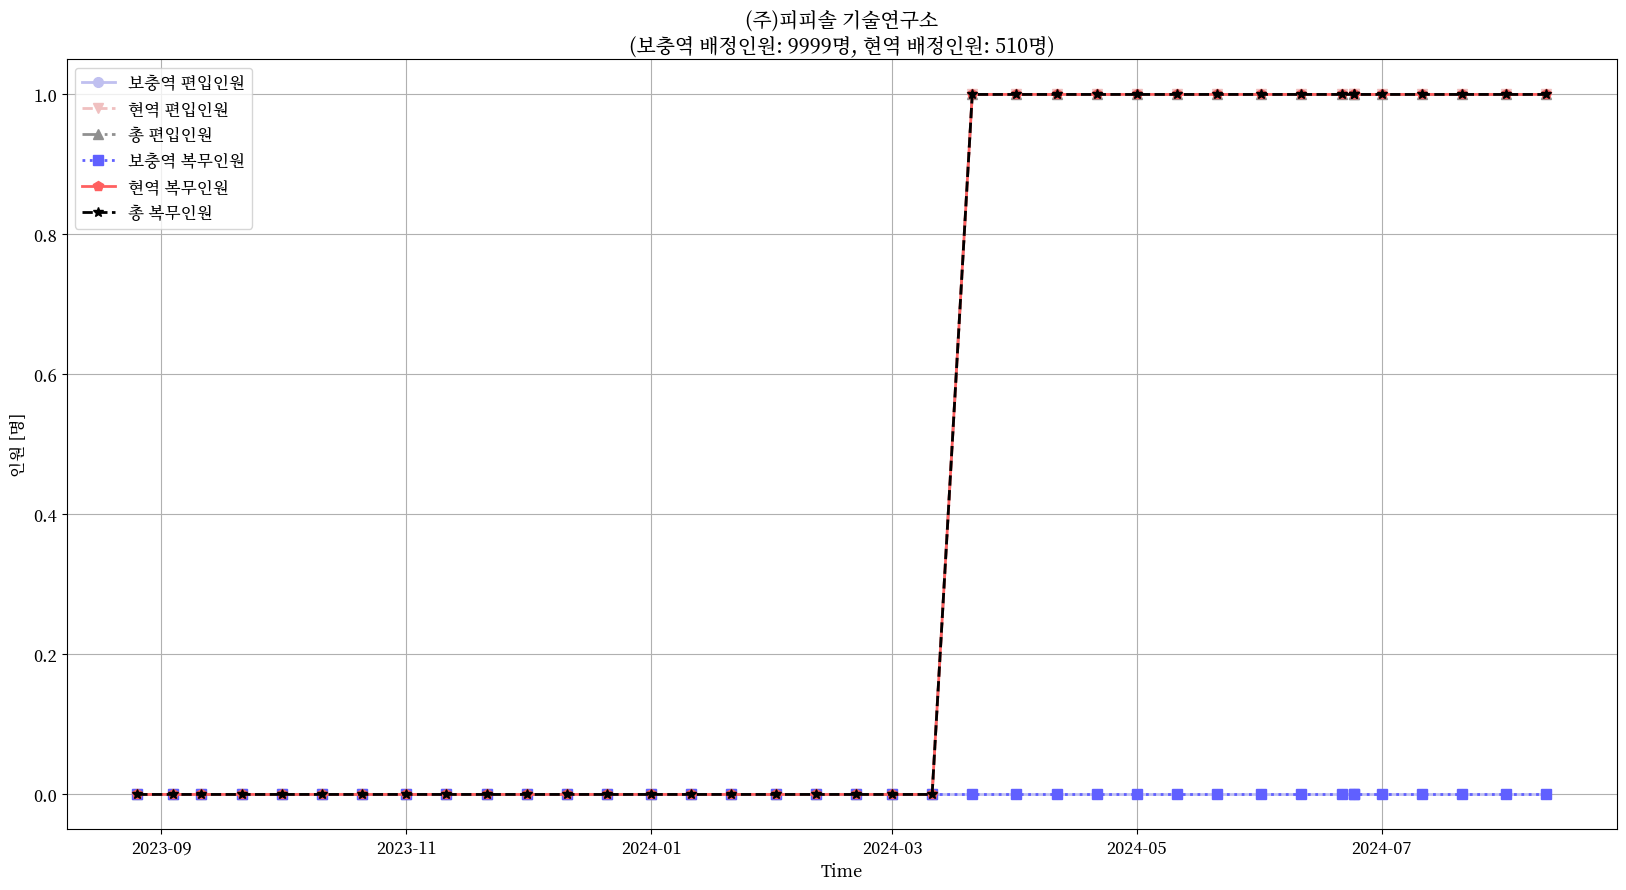 (주)피피솔 기술연구소
(보충역 배정인원: 9999명, 현역 배정인원: 510명)
보충역 편입인원
현역 편입인원
총 편입인원
보충역 복무인원
현역 복무인원
총 복무인원
1.0
0.8
0.6
0.4
0.2
0.0
인원 [명]
2023-09
2023-11
2024-01
2024-03
2024-05
2024-07
Time